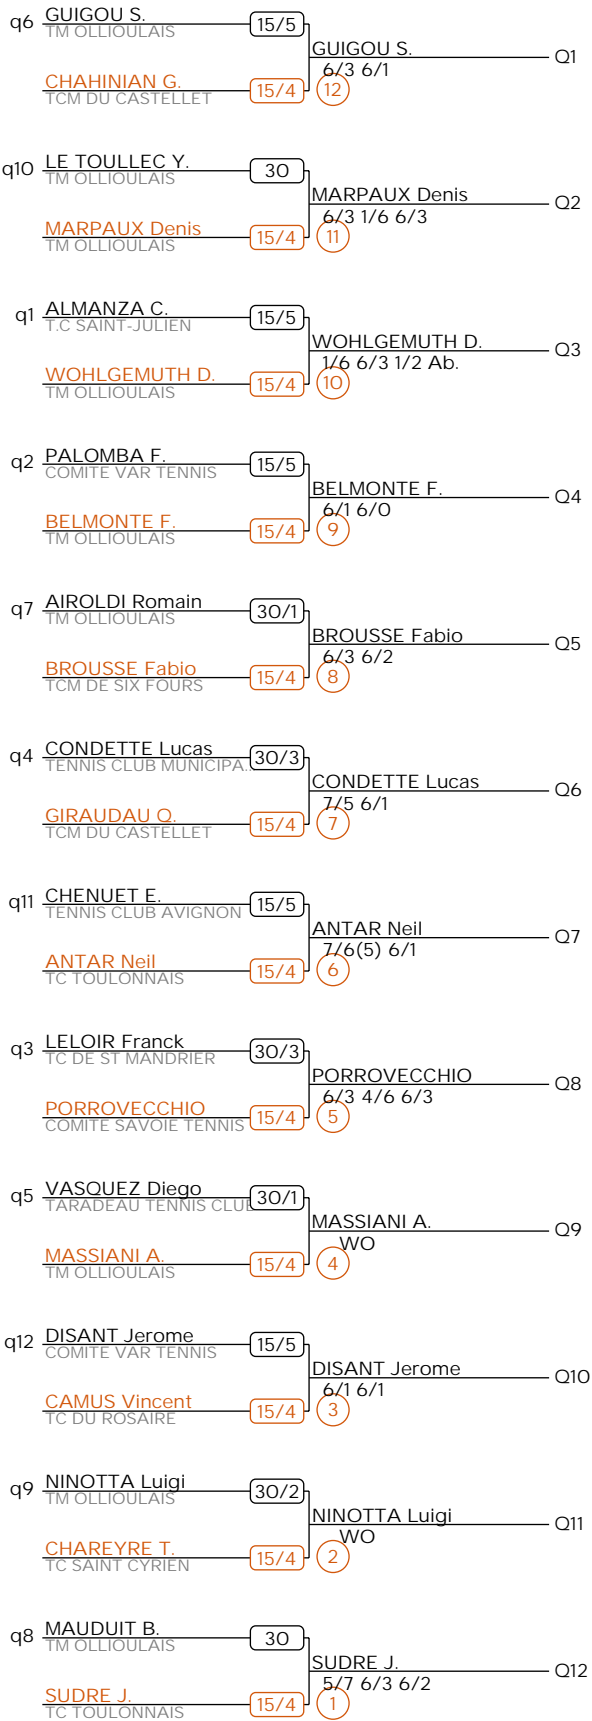 q6 GUIGOU S. 15/5
TM OLLIOULAIS
GUIGOU S. Q1
6/3 6/1
CHAHINIAN G. 15/4 12
TCM DU CASTELLET
q10 LE TOULLEC Y. 30
TM OLLIOULAIS
MARPAUX Denis Q2
6/3 1/6 6/3
MARPAUX Denis 15/4 11
TM OLLIOULAIS
q1 ALMANZA C. 15/5
T.C SAINT-JULIEN
WOHLGEMUTH D. Q3
1/6 6/3 1/2 Ab.
WOHLGEMUTH D. 15/4 10
TM OLLIOULAIS
q2 PALOMBA F. 15/5
COMITE VAR TENNIS
BELMONTE F. Q4
6/1 6/0
BELMONTE F. 15/4 9
TM OLLIOULAIS
q7 AIROLDI Romain 30/1
TM OLLIOULAIS
BROUSSE Fabio Q5
6/3 6/2
BROUSSE Fabio 15/4 8
TCM DE SIX FOURS
q4 CONDETTE Lucas 30/3
TENNIS CLUB MUNICIPA..
CONDETTE Lucas Q6
7/5 6/1
GIRAUDAU Q. 15/4 7
TCM DU CASTELLET
q11 CHENUET E. 15/5
TENNIS CLUB AVIGNON
ANTAR Neil Q7
7/6(5) 6/1
ANTAR Neil 15/4 6
TC TOULONNAIS
q3 LELOIR Franck 30/3
TC DE ST MANDRIER
PORROVECCHIO Q8
6/3 4/6 6/3
PORROVECCHIO 15/4 5
COMITE SAVOIE TENNIS
q5 VASQUEZ Diego 30/1
TARADEAU TENNIS CLUB
MASSIANI A. Q9
WO
MASSIANI A. 15/4 4
TM OLLIOULAIS
q12 DISANT Jerome 15/5
COMITE VAR TENNIS
DISANT Jerome Q10
6/1 6/1
CAMUS Vincent 15/4 3
TC DU ROSAIRE
q9 NINOTTA Luigi 30/2
TM OLLIOULAIS
NINOTTA Luigi Q11
WO
CHAREYRE T. 15/4 2
TC SAINT CYRIEN
q8 MAUDUIT B. 30
TM OLLIOULAIS
SUDRE J. Q12
5/7 6/3 6/2
SUDRE J. 15/4 1
TC TOULONNAIS